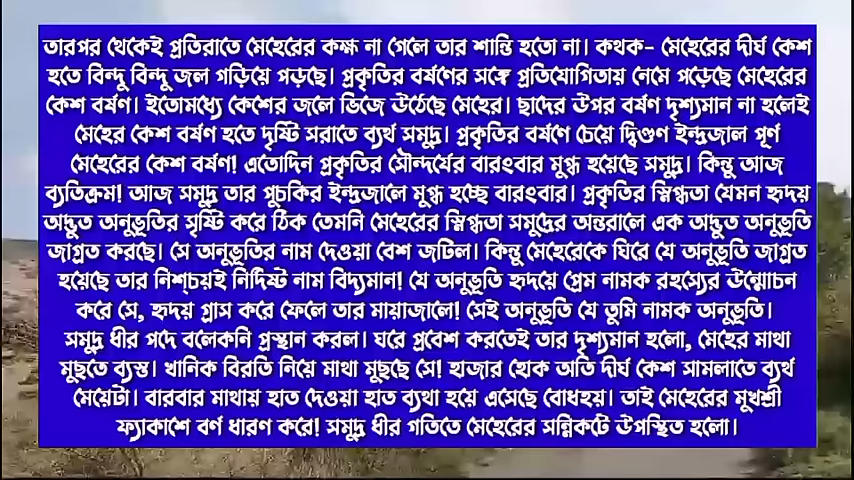 তারপর থেকেই প্রতিরাতে মেহেরের কক্ষ না গেলে তার শান্তি হতো না। কথক- মেহেরের দীর্ঘ কেশ
হতে বিন্দু বিন্দু জল গড়িয়ে পড়ছে। প্রকৃতির বর্ষণের সঙ্গে প্রতিযোগিতায় নেমে পড়েছে মেহেরের
কেশ বর্ষণ। ইতোমধ্যে কেশের জলে ভিজে উঠেছে মেহের। ছাদের উপর বর্ষণ দৃশ্যমান না হলেই
মেহের কেশ বর্ষণ হতে দৃষ্টি সরাতে ব্যর্থ সমুদ্র। প্রকৃতির বর্ষণে চেয়ে দ্বিগুণ ইন্দ্রজাল পূর্ণ
মেহেরের কেশ বর্ষণ! এতোদিন প্রকৃতির সৌন্দর্যের বারংবার মুগ্ধ হয়েছে সমুদ্র। কিন্তু আজ
ব্যতিক্রম! আজ সমুদ্র তার পুচকির ইন্দ্রজালে মুগ্ধ হচ্ছে বারংবার। প্রকৃতির স্নিগ্ধতা যেমন হৃদয়
অদ্ভুত অনুভূতির সৃষ্টি করে ঠিক তেমনি মেহেরের স্নিগ্ধতা সমুদ্রের অন্তরালে এক অদ্ভুত অনুভূতি
জাগ্রত করছে। সে অনুভূতির নাম দেওয়া বেশ জটিল। কিন্তু মেহেরেকে ঘিরে যে অনুভূতি জাগ্রত
হয়েছে তার নিশ্চয়ই নির্দিষ্ট নাম বিদ্যমান! যে অনুভূতি হৃদয়ে প্রেম নামক রহস্যের উন্মোচন
করে সে, হৃদয় গ্রাস করে ফেলে তার মায়াজালে! সেই অনুভূতি যে তুমি নামক অনুভূতি।
সমুদ্র ধীর পদে বলেকনি প্রস্থান করল। ঘরে প্রবেশ করতেই তার দৃশ্যমান হলো, মেহের মাথা
মুছতে ব্যস্ত। খানিক বিরতি নিয়ে মাথা মুছছে সে! হাজার হোক অতি দীর্ঘ কেশ সামলাতে ব্যর্থ
মেয়েটা। বারবার মাথায় হাত দেওয়া হাত ব্যথা হয়ে এসেছে বোধহয়। তাই মেহেরের মুখশ্রী
ফ্যাকাশে বর্ণ ধারণ করে! সমুদ্র ধীর গতিতে মেহেরের সন্নিকটে উপস্থিত হলো।